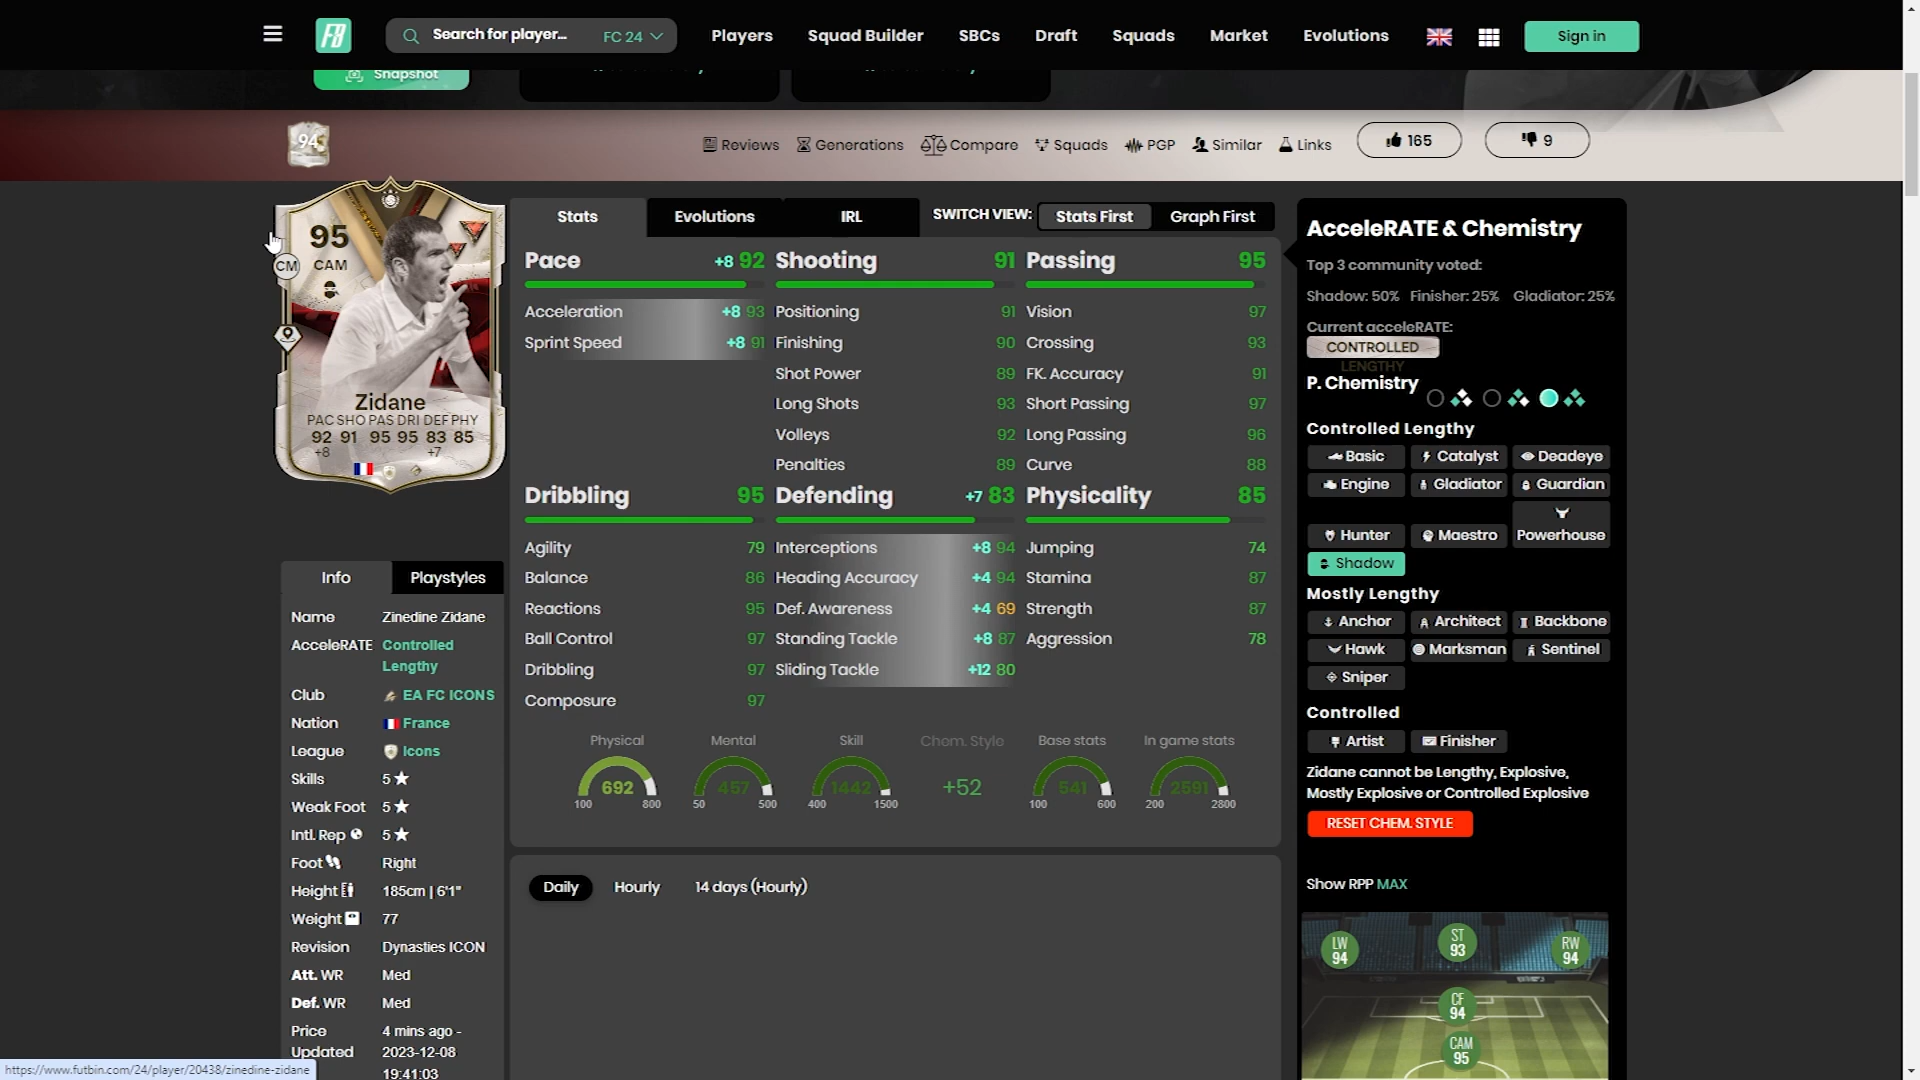 FB
Search for player...
FC 24
Players
Squad Builder
SBCs
Draft
Squads
Market
Evolutions
Sign in
Snapshot
94
Reviews
Generations
Compare
Squads
PGP
Similar
Links
165
9
95
CAM
CM
Zidane
PAC SHO PAS DRI DEF PHY
92 91 95 95 83 85
+8 +7
Stats
Evolutions
IRL
SWITCH VIEW:
Stats First
Graph First
Pace +8 92
Acceleration +8 93
Sprint Speed +8 91
Shooting 91
Positioning 91
Finishing 90
Shot Power 89
Long Shots 93
Volleys 92
Penalties 89
Passing 95
Vision 97
Crossing 93
FK. Accuracy 91
Short Passing 97
Long Passing 96
Curve 88
Dribbling 95
Agility 79
Balance 86
Reactions 95
Ball Control 97
Dribbling 97
Composure 97
Defending +7 83
Interceptions +8 94
Heading Accuracy +4 94
Def. Awareness +4 69
Standing Tackle +8 87
Sliding Tackle +12 80
Physicality 85
Jumping 74
Stamina 87
Strength 87
Aggression 78
Physical
692
100 800
Mental
457
50 500
Skill
1442
400 1500
Chem. Style
+52
Base stats
541
100 600
In game stats
2591
200 2800
Daily
Hourly
14 days (Hourly)
Info
Playstyles
Name Zinedine Zidane
AcceleRATE Controlled
Lengthy
Club EA FC ICONS
Nation France
League Icons
Skills 5 ★
Weak Foot 5 ★
Intl. Rep 5 ★
Foot Right
Height 185cm | 6'1"
Weight 77
Revision Dynasties ICON
Att. WR Med
Def. WR Med
Price 4 mins ago -
Updated 2023-12-08
19:41:03
AcceleRATE & Chemistry
Top 3 community voted:
Shadow: 50% Finisher: 25% Gladiator: 25%
Current acceleRATE:
CONTROLLED
LENGTHY
P. Chemistry
Controlled Lengthy
Basic
Catalyst
Deadeye
Engine
Gladiator
Guardian
Hunter
Maestro
Powerhouse
Shadow
Mostly Lengthy
Anchor
Architect
Backbone
Hawk
Marksman
Sentinel
Sniper
Controlled
Artist
Finisher
Zidane cannot be Lengthy, Explosive,
Mostly Explosive or Controlled Explosive
RESET CHEM. STYLE
Show RPP MAX
LW
94
ST
93
RW
94
CF
94
CAM
95
https://www.futbin.com/24/player/20438/zinedine-zidane